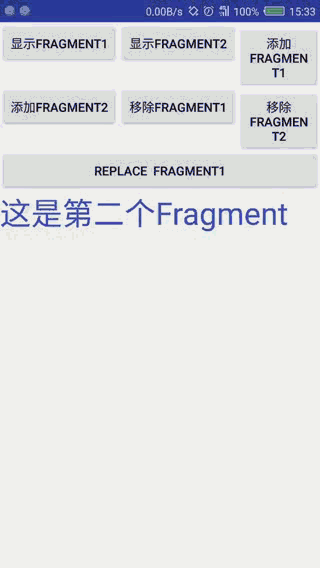 0.00B/s 100% 15:33
显示FRAGMENT1
显示FRAGMENT2
添加
FRAGMEN
T1
添加FRAGMENT2
移除FRAGMENT1
移除
FRAGMEN
T2
REPLACE FRAGMENT1
这是第二个Fragment